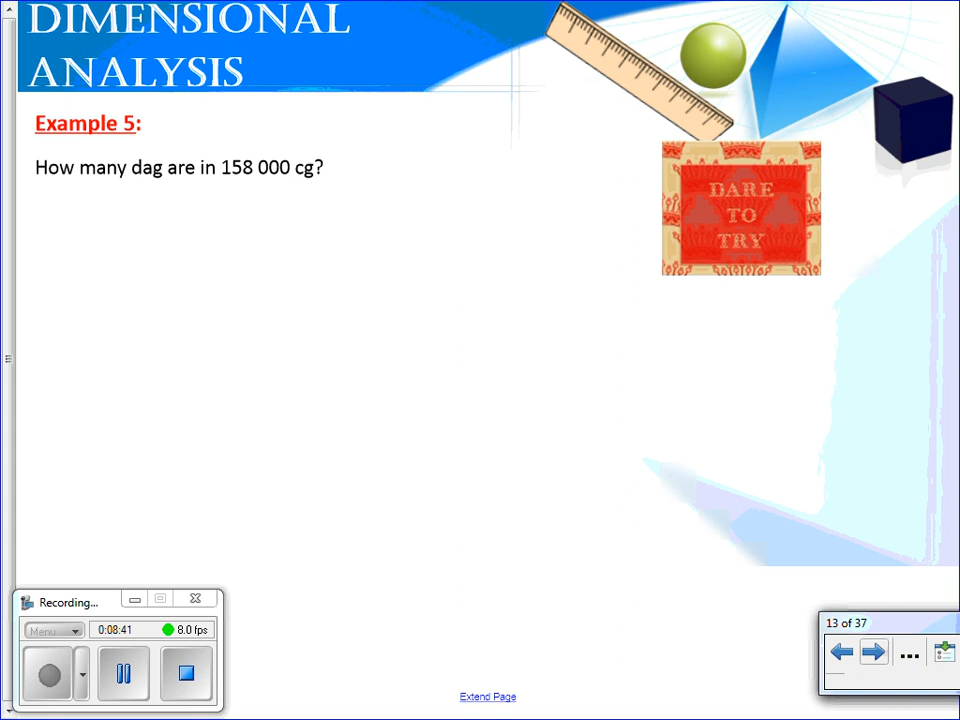 DIMENSIONAL
ANALYSIS
Example 5:
How many dag are in 158 000 cg?
DARE
TO
TRY
Recording...
Menu
0:08:41
8.0 fps
13 of 37
...
Extend Page